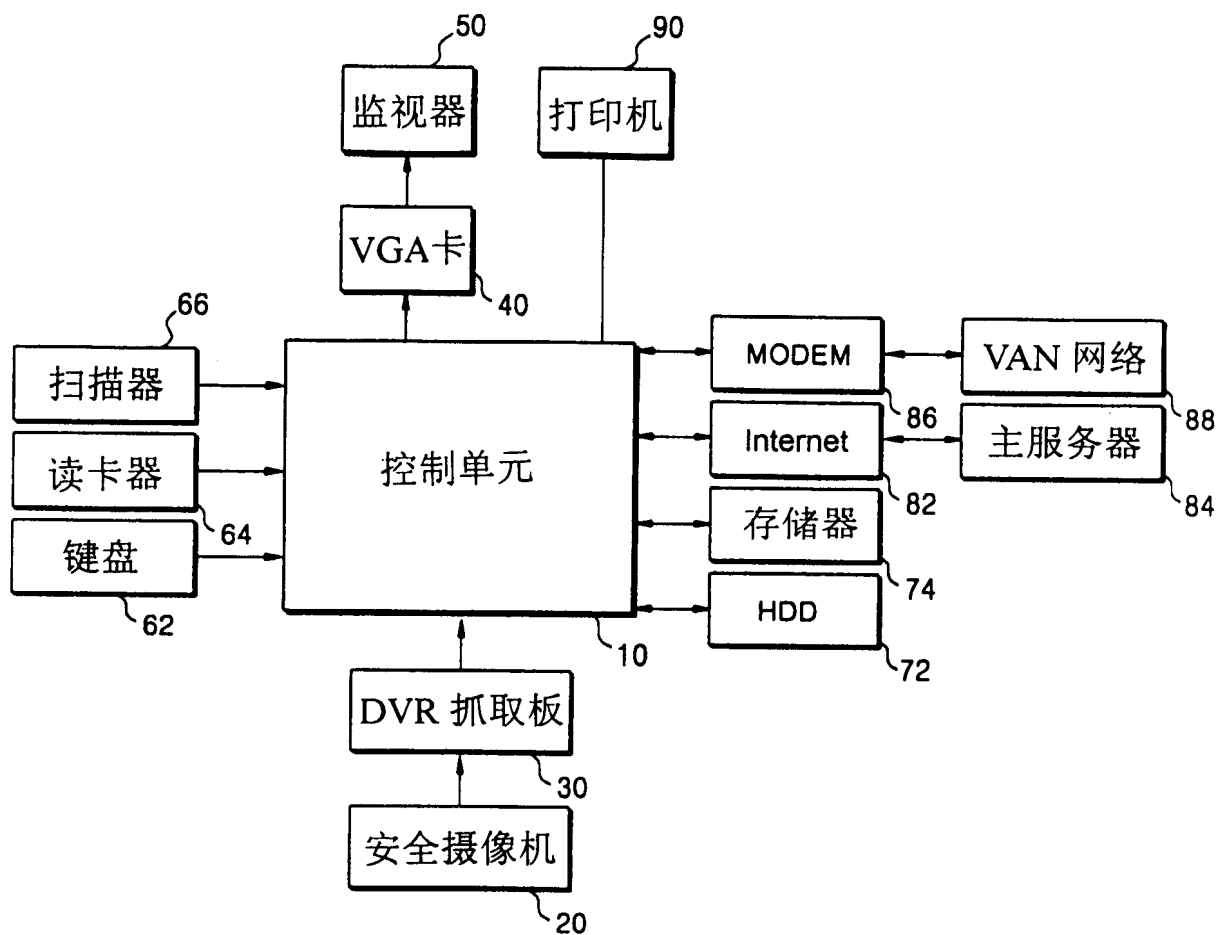 50
90
监视器
打印机
VGA卡
40
66
扫描器
MODEM
VAN 网络
86
88
读卡器
控制单元
Internet
主服务器
64
82
84
键盘
存储器
62
74
10
HDD
72
DVR 抓取板
30
安全摄像机
20